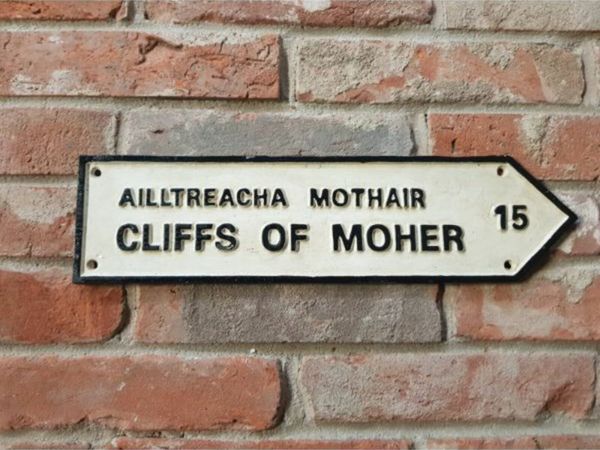 AILLTREACHA MOTHAIR
CLIFFS OF MOHER 15